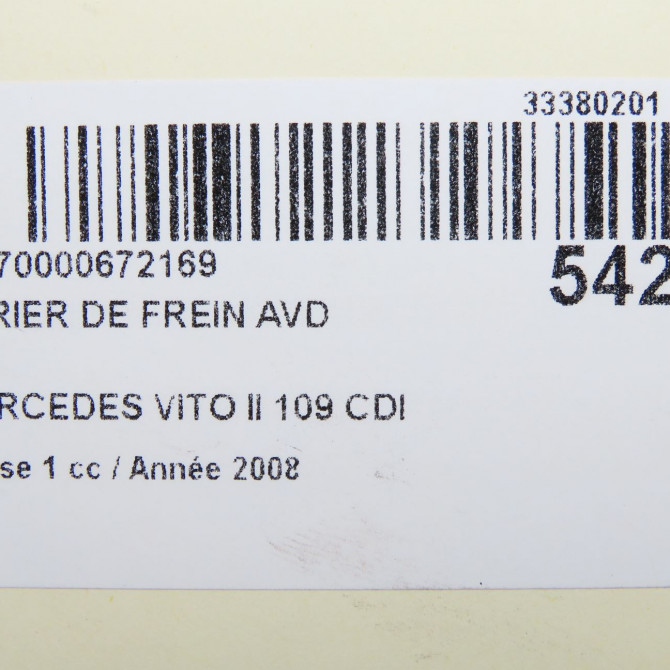 33380201
70000672169
542
RIER DE FREIN AVD
RCEDES VITO II 109 CDI
se 1 cc / Année 2008